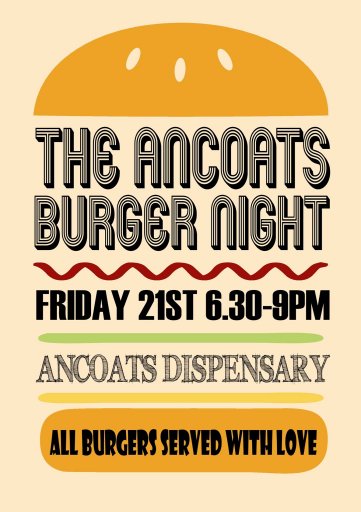 THE ANCOATS
BURGER NIGHT
FRIDAY 21ST 6.30-9PM
ANCOATS DISPENSARY
ALL BURGERS SERVED WITH LOVE